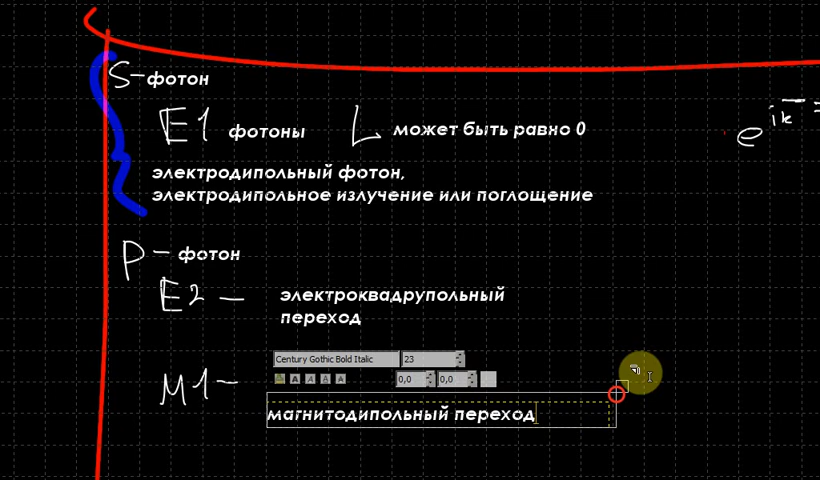 S-фотон
E1 фотоны L может быть равно 0
e^ik =
электродипольный фотон,
электродипольное излучение или поглощение
P - фотон
E2 - электроквадрупольный
переход
Century Gothic Bold Italic 23
A A A A A 0,0 0,0
M1- магнитодипольный переход